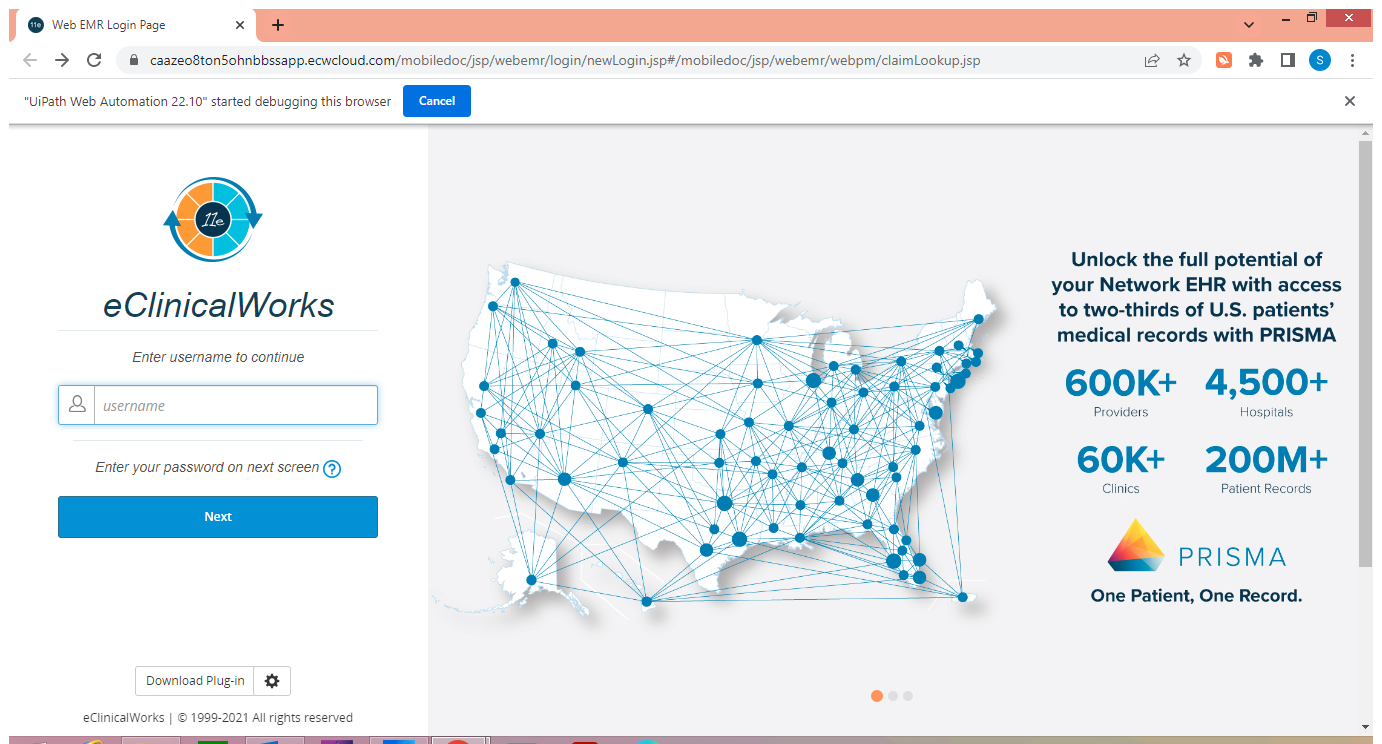 11e Web EMR Login Page
caazeo8ton5ohnbbssapp.ecwcloud.com/mobiledoc/jsp/webemr/login/newLogin.jsp#/mobiledoc/jsp/webemr/webpm/claimLookup.jsp
S
"UiPath Web Automation 22.10" started debugging this browser
Cancel
11e
eClinicalWorks
Enter username to continue
username
Enter your password on next screen ?
Next
Download Plug-in
eClinicalWorks | © 1999-2021 All rights reserved
Unlock the full potential of
your Network EHR with access
to two-thirds of U.S. patients’
medical records with PRISMA
600K+ 4,500+
Providers Hospitals
60K+ 200M+
Clinics Patient Records
PRISMA
One Patient, One Record.